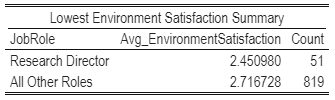 Lowest Environment Satisfaction Summary
JobRole Avg_EnvironmentSatisfaction Count
Research Director 2.450980 51
All Other Roles 2.716728 819